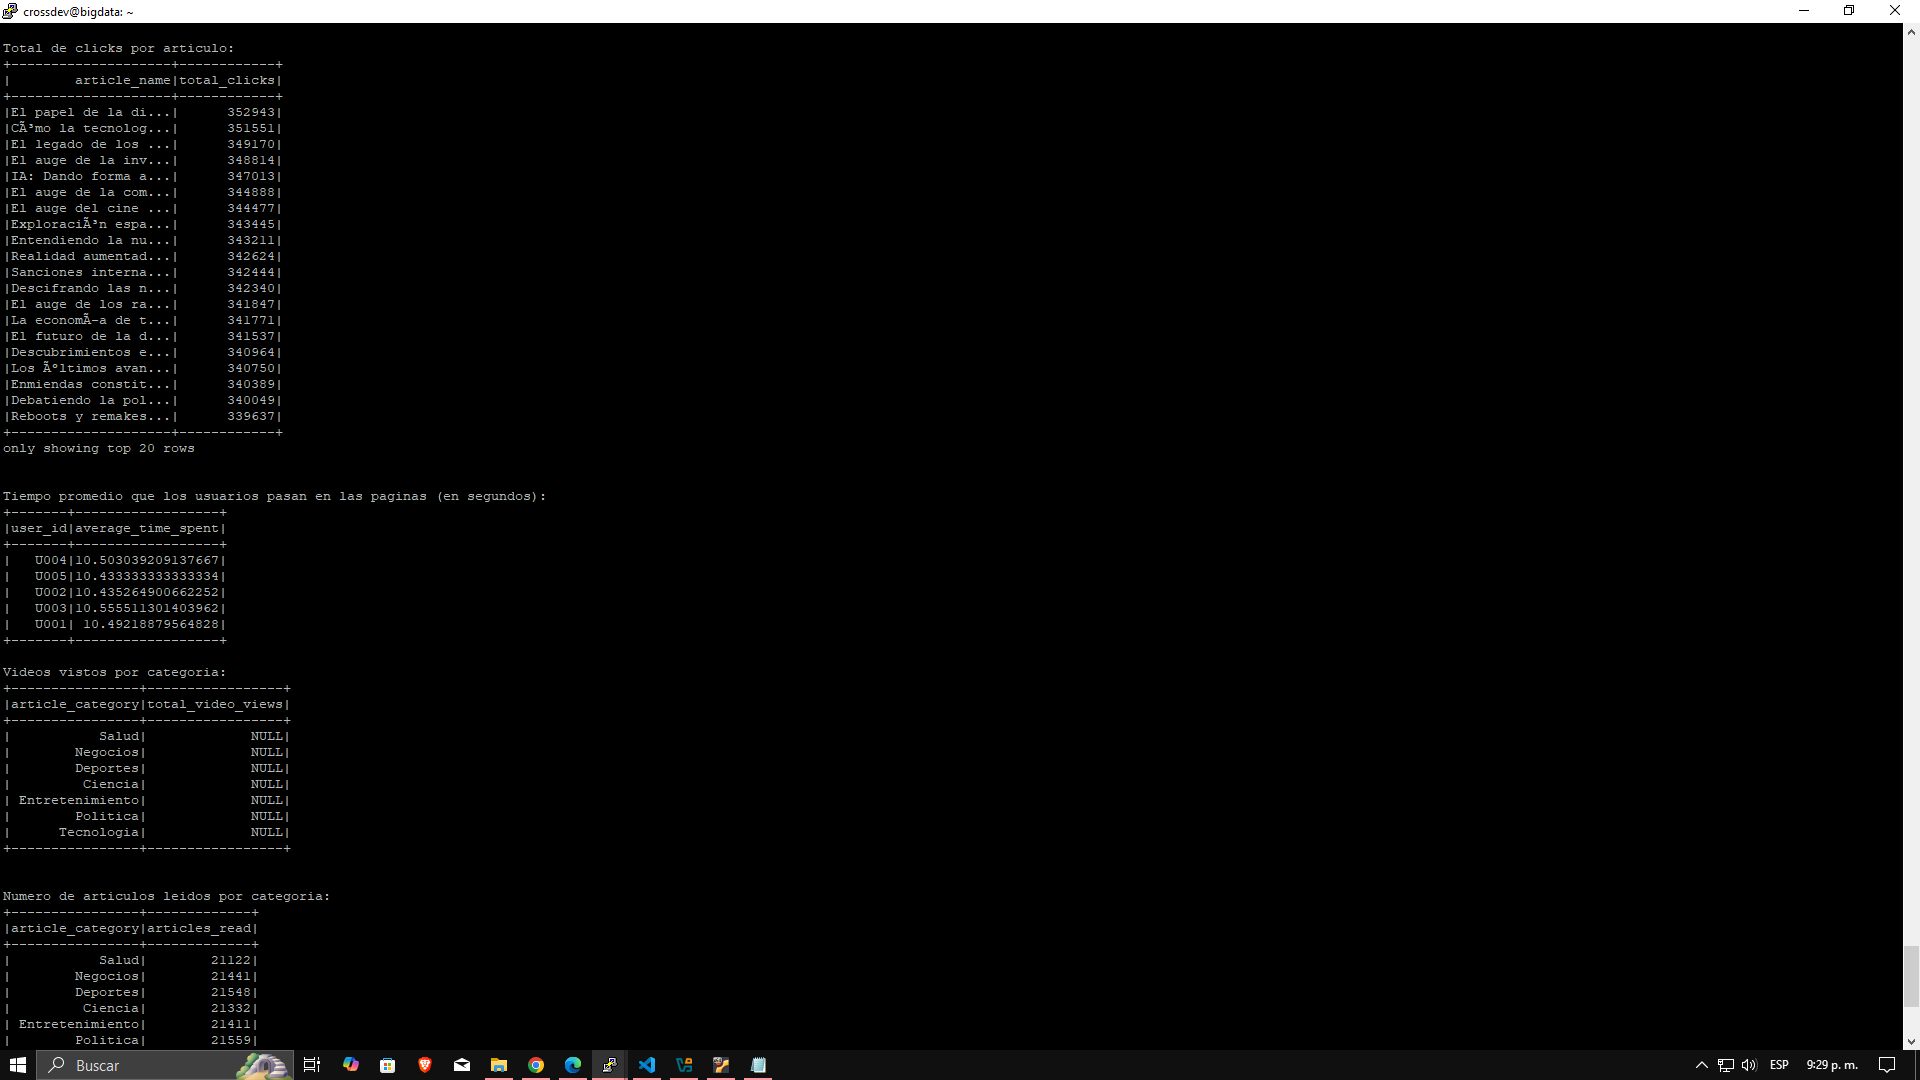 crossdev@bigdata: ~
Total de clicks por articulo:
+--------------------+------------+
|        article_name|total_clicks|
+--------------------+------------+
|El papel de la di...|      352943|
|CÃ³mo la tecnolog...|      351551|
|El legado de los ...|      349170|
|El auge de la inv...|      348814|
|IA: Dando forma a...|      347013|
|El auge de la com...|      344888|
|El auge del cine ...|      344477|
|ExploraciÃ³n espa...|      343445|
|Entendiendo la nu...|      343211|
|Realidad aumentad...|      342624|
|Sanciones interna...|      342444|
|Descifrando las n...|      342340|
|El auge de los ra...|      341847|
|La economÃ-a de t...|      341771|
|El futuro de la d...|      341537|
|Descubrimientos e...|      340964|
|Los Ãºltimos avan...|      340750|
|Enmiendas constit...|      340389|
|Debatiendo la pol...|      340049|
|Reboots y remakes...|      339637|
+--------------------+------------+
only showing top 20 rows
Tiempo promedio que los usuarios pasan en las paginas (en segundos):
+-------+------------------+
|user_id|average_time_spent|
+-------+------------------+
|   U004|10.503039209137667|
|   U005|10.433333333333334|
|   U002|10.435264900662252|
|   U003|10.555511301403962|
|   U001| 10.49218879564828|
+-------+------------------+
Videos vistos por categoria:
+----------------+-----------------+
|article_category|total_video_views|
+----------------+-----------------+
|           Salud|             NULL|
|        Negocios|             NULL|
|        Deportes|             NULL|
|         Ciencia|             NULL|
| Entretenimiento|             NULL|
|        Politica|             NULL|
|      Tecnologia|             NULL|
+----------------+-----------------+
Numero de articulos leidos por categoria:
+----------------+-------------+
|article_category|articles_read|
+----------------+-------------+
|           Salud|        21122|
|        Negocios|        21441|
|        Deportes|        21548|
|         Ciencia|        21332|
| Entretenimiento|        21411|
|        Politica|        21559|
Buscar
ESP
9:29 p. m.